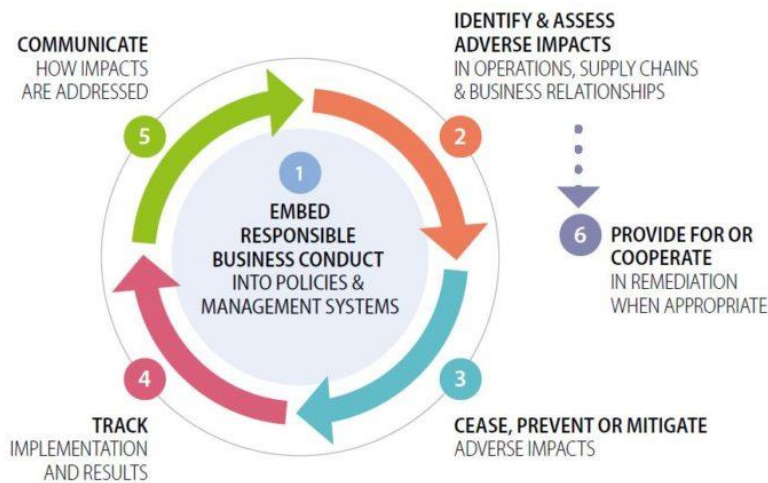 1
EMBED
RESPONSIBLE
BUSINESS CONDUCT
INTO POLICIES &
MANAGEMENT SYSTEMS
2
IDENTIFY & ASSESS
ADVERSE IMPACTS
IN OPERATIONS, SUPPLY CHAINS
& BUSINESS RELATIONSHIPS
3
CEASE, PREVENT OR MITIGATE
ADVERSE IMPACTS
4
TRACK
IMPLEMENTATION
AND RESULTS
5
COMMUNICATE
HOW IMPACTS
ARE ADDRESSED
6
PROVIDE FOR OR
COOPERATE
IN REMEDIATION
WHEN APPROPRIATE